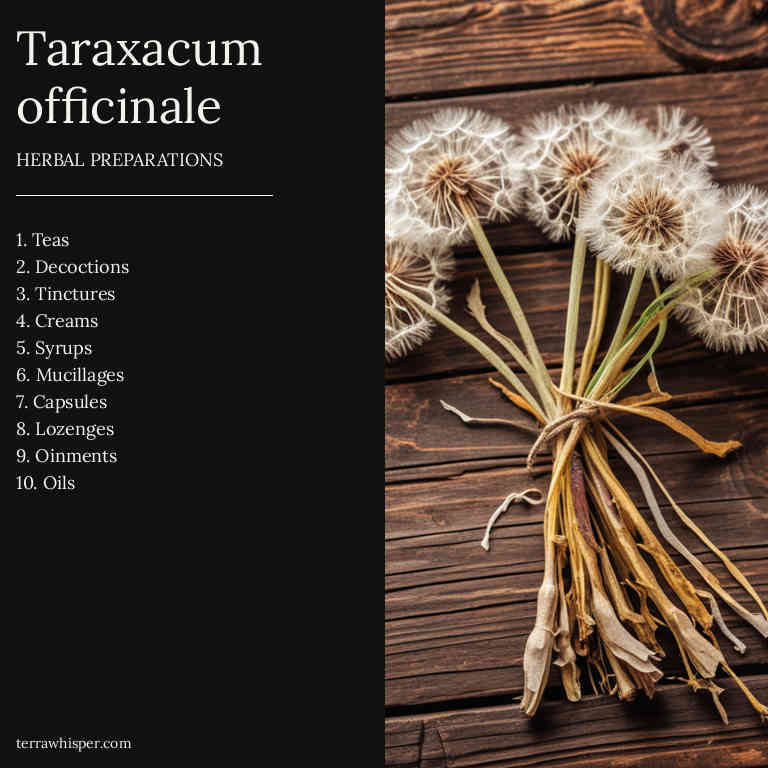 Taraxacum
officinale
HERBAL PREPARATIONS
1. Teas
2. Decoctions
3. Tinctures
4. Creams
5. Syrups
6. Mucillages
7. Capsules
8. Lozenges
9. Oinments
10. Oils
terrawhisper.com